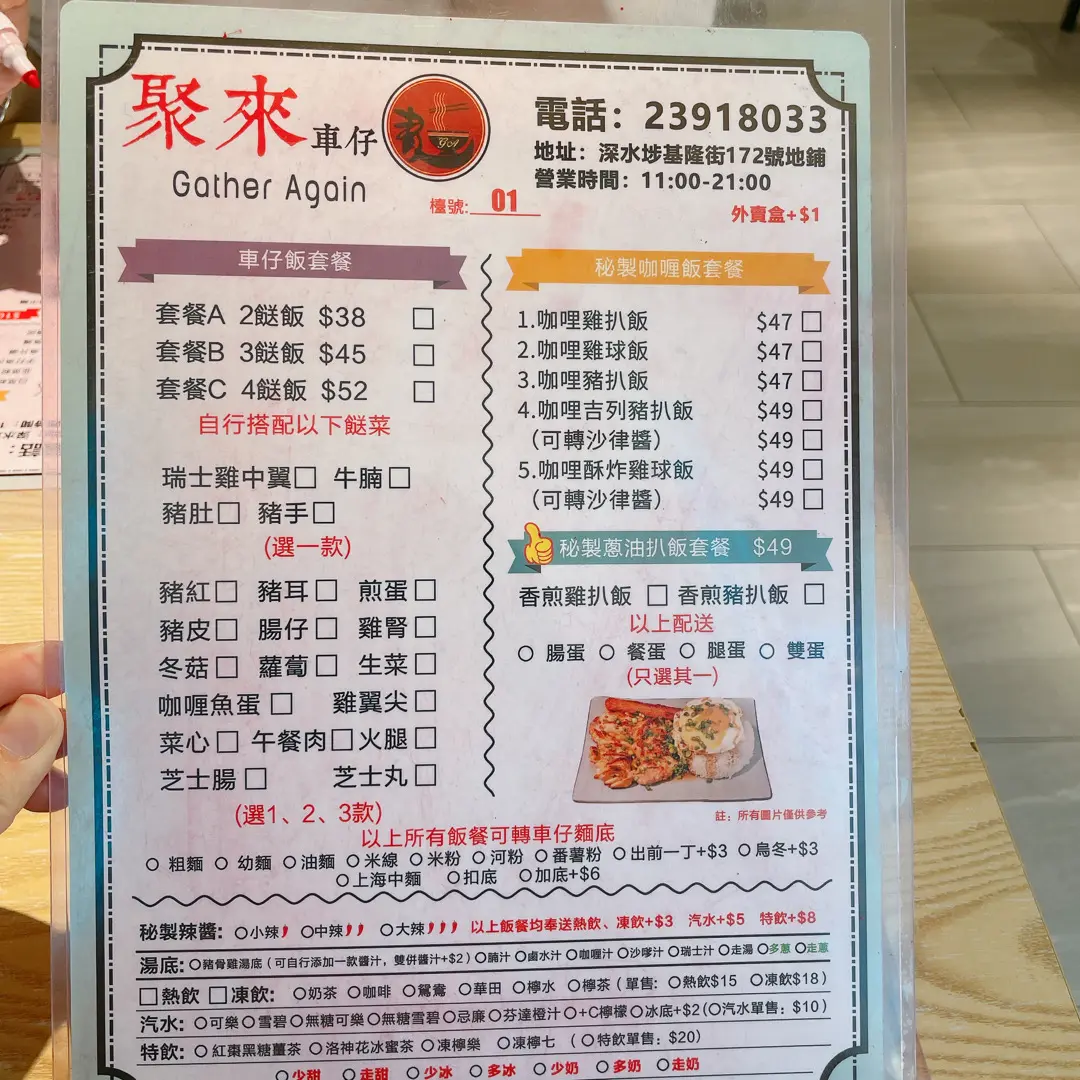 聚來車仔
麵
GA
Gather Again
電話：23918033
地址：深水埗基隆街172號地鋪
營業時間：11:00-21:00
檯號:01
外賣盒+$1
車仔飯套餐
套餐A 2餸飯 $38
套餐B 3餸飯 $45
套餐C 4餸飯 $52
自行搭配以下餸菜
瑞士雞中翼□ 牛腩□
豬肚□ 豬手□
(選一款)
豬紅□ 豬耳□ 煎蛋□
豬皮□ 腸仔□ 雞腎□
冬菇□ 蘿蔔□ 生菜□
咖喱魚蛋□ 雞翼尖□
菜心□ 午餐肉□ 火腿□
芝士腸□ 芝士丸□
(選1、2、3款)
秘製咖喱飯套餐
1.咖哩雞扒飯 $47□
2.咖哩雞球飯 $47□
3.咖哩豬扒飯 $47□
4.咖哩吉列豬扒飯 $49□
（可轉沙律醬） $49□
5.咖哩酥炸雞球飯 $49□
（可轉沙律醬） $49□
秘製蔥油扒飯套餐 $49
香煎雞扒飯 □ 香煎豬扒飯 □
以上配送
○ 腸蛋 ○ 餐蛋 ○ 腿蛋 ○ 雙蛋
(只選其一)
註：所有圖片僅供參考
以上所有飯餐可轉車仔麵底
○ 粗麵 ○ 幼麵 ○油麵 ○米線 ○米粉 ○河粉 ○番薯粉 ○出前一丁+$3 ○烏冬+$3
○上海中麵 ○扣底 ○加底+$6
秘製辣醬：○小辣 ○中辣 ○大辣 以上飯餐均奉送熱飲、凍飲+$3 汽水+$5 特飲+$8
湯底：○豬骨雞湯底（可自行添加一款醬汁，雙併醬汁+$2）○腩汁 ○鹵水汁 ○咖喱汁 ○沙嗲汁 ○瑞士汁 ○走湯 ○多蔥 ○走蔥
□熱飲 □凍飲：○奶茶 ○咖啡 ○鴛鴦 ○華田 ○檸水 ○檸茶（單售：○熱飲$15 ○凍飲$18）
汽水：○可樂 ○雪碧 ○無糖可樂 ○無糖雪碧 ○忌廉 ○芬達橙汁 ○+C檸檬 ○冰底+$2（○汽水單售：$10）
特飲：○紅棗黑糖薑茶 ○洛神花冰蜜茶 ○凍檸樂 ○凍檸七 （○特飲單售：$20）
○少甜 ○走甜 ○少冰 ○多冰 ○少奶 ○多奶 ○走奶